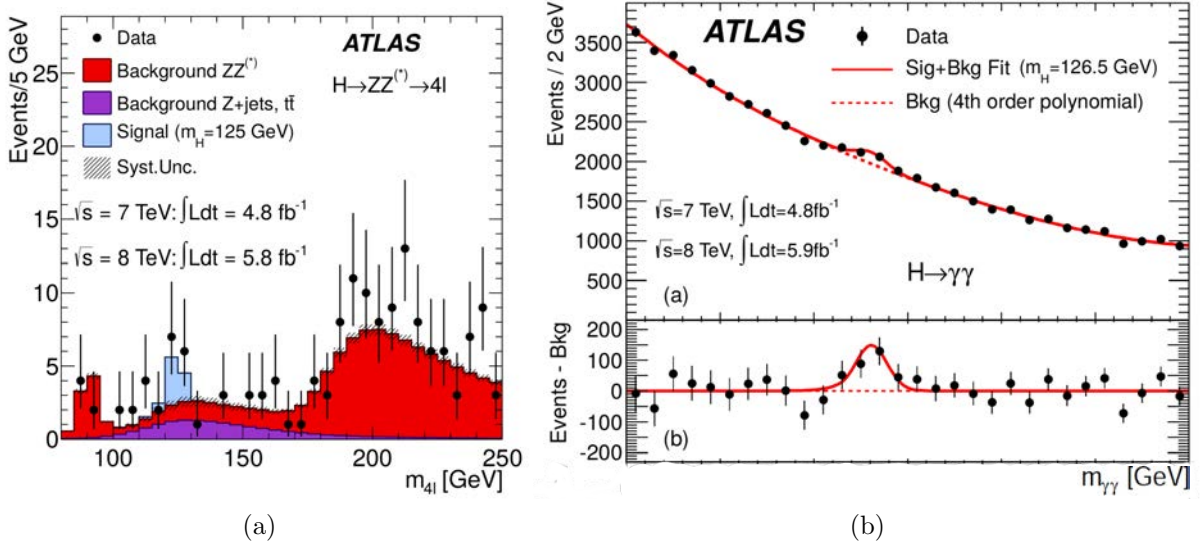 Events/5 GeV
25
20
15
10
5
0
100
150
200
250
m4l [GeV]
Data
Background ZZ(*)
Background Z+jets, tt̄
Signal (mH=125 GeV)
Syst.Unc.
ATLAS
H→ZZ(*)→4l
√s = 7 TeV: ∫Ldt = 4.8 fb-1
√s = 8 TeV: ∫Ldt = 5.8 fb-1
(a)
Events / 2 GeV
3500
3000
2500
2000
1500
1000
500
ATLAS
Data
Sig+Bkg Fit (mH=126.5 GeV)
Bkg (4th order polynomial)
√s=7 TeV, ∫Ldt=4.8fb-1
√s=8 TeV, ∫Ldt=5.9fb-1
H→γγ
(a)
Events - Bkg
200
100
0
-100
-200
(b)
mγγ [GeV]
(b)